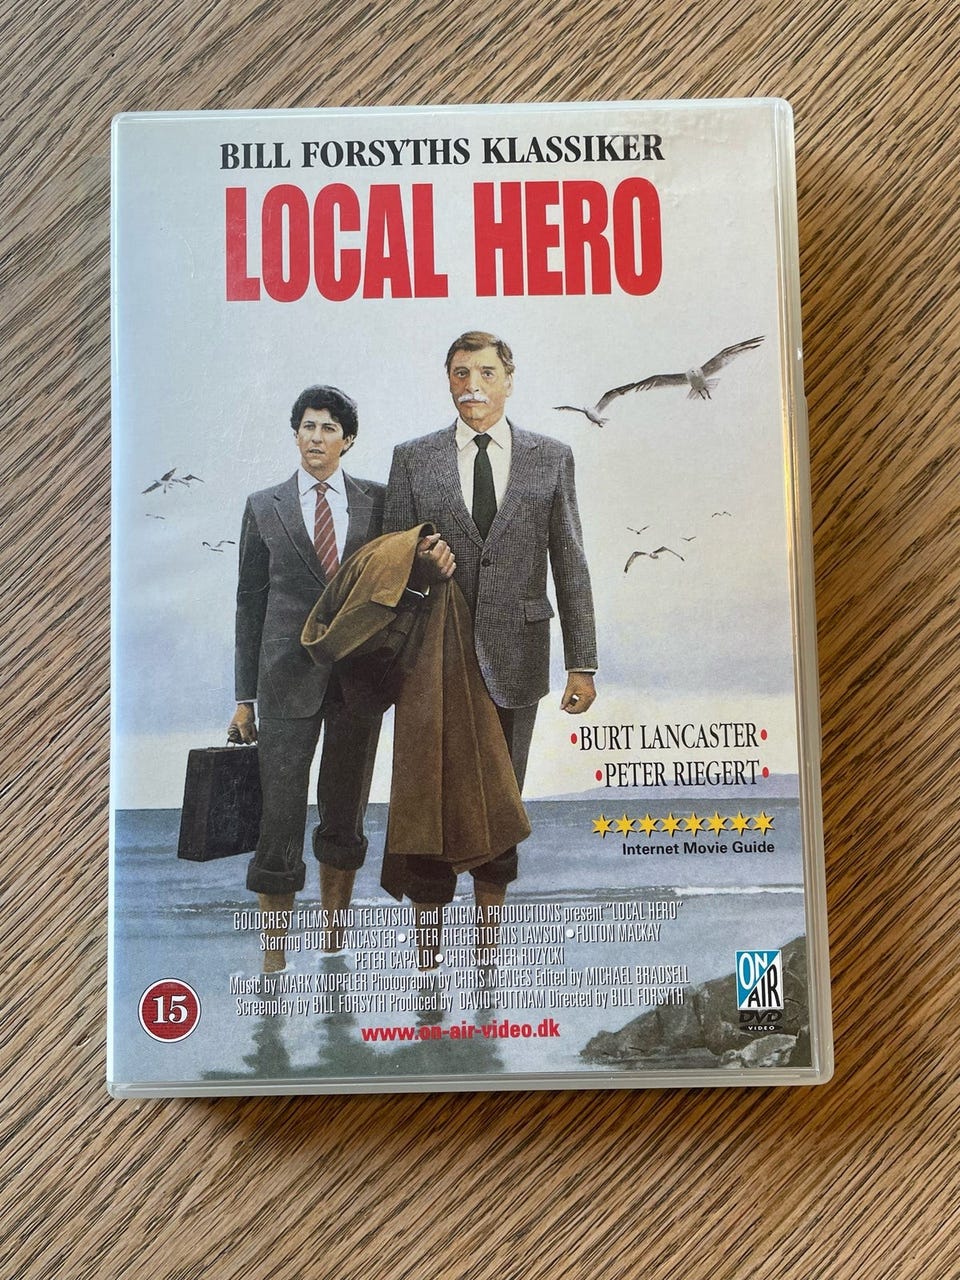 BILL FORSYTHS KLASSIKER
LOCAL HERO
•BURT LANCASTER•
•PETER RIEGERT•
Internet Movie Guide
GOLDCREST FILMS AND TELEVISION and ENIGMA PRODUCTIONS present "LOCAL HERO"
Starring BURT LANCASTER•PETER RIEGERTDENIS LAWSON•FULTON MACKAY
PETER CAPALDI•CHRISTOPHER ROZYCKI
Music by MARK KNOPFLER Photography by CHRIS MENGES Edited by MICHAEL BRADSELL
Screenplay by BILL FORSYTH Produced by DAVID PUTTNAM Directed by BILL FORSYTH
www.on-air-video.dk
15
ON
AIR
DVD
VIDEO